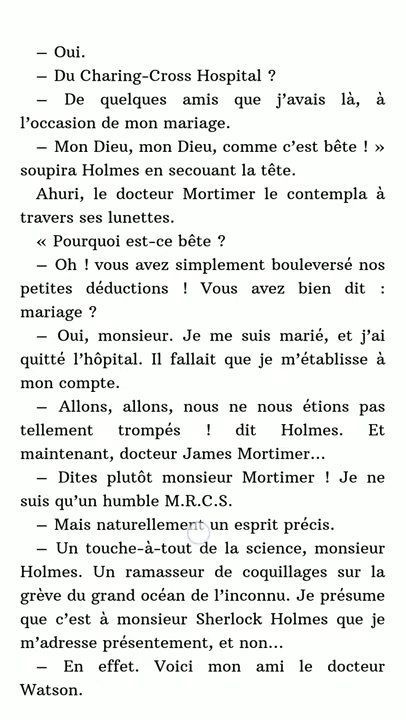 – Oui.
– Du Charing-Cross Hospital ?
– De quelques amis que j’avais là, à
l’occasion de mon mariage.
– Mon Dieu, mon Dieu, comme c’est bête ! »
soupira Holmes en secouant la tête.
Ahuri, le docteur Mortimer le contempla à
travers ses lunettes.
« Pourquoi est-ce bête ?
– Oh ! vous avez simplement bouleversé nos
petites déductions ! Vous avez bien dit :
mariage ?
– Oui, monsieur. Je me suis marié, et j’ai
quitté l’hôpital. Il fallait que je m’établisse à
mon compte.
– Allons, allons, nous ne nous étions pas
tellement trompés ! dit Holmes. Et
maintenant, docteur James Mortimer…
– Dites plutôt monsieur Mortimer ! Je ne
suis qu’un humble M.R.C.S.
– Mais naturellement un esprit précis.
– Un touche-à-tout de la science, monsieur
Holmes. Un ramasseur de coquillages sur la
grève du grand océan de l’inconnu. Je présume
que c’est à monsieur Sherlock Holmes que je
m’adresse présentement, et non…
– En effet. Voici mon ami le docteur
Watson.